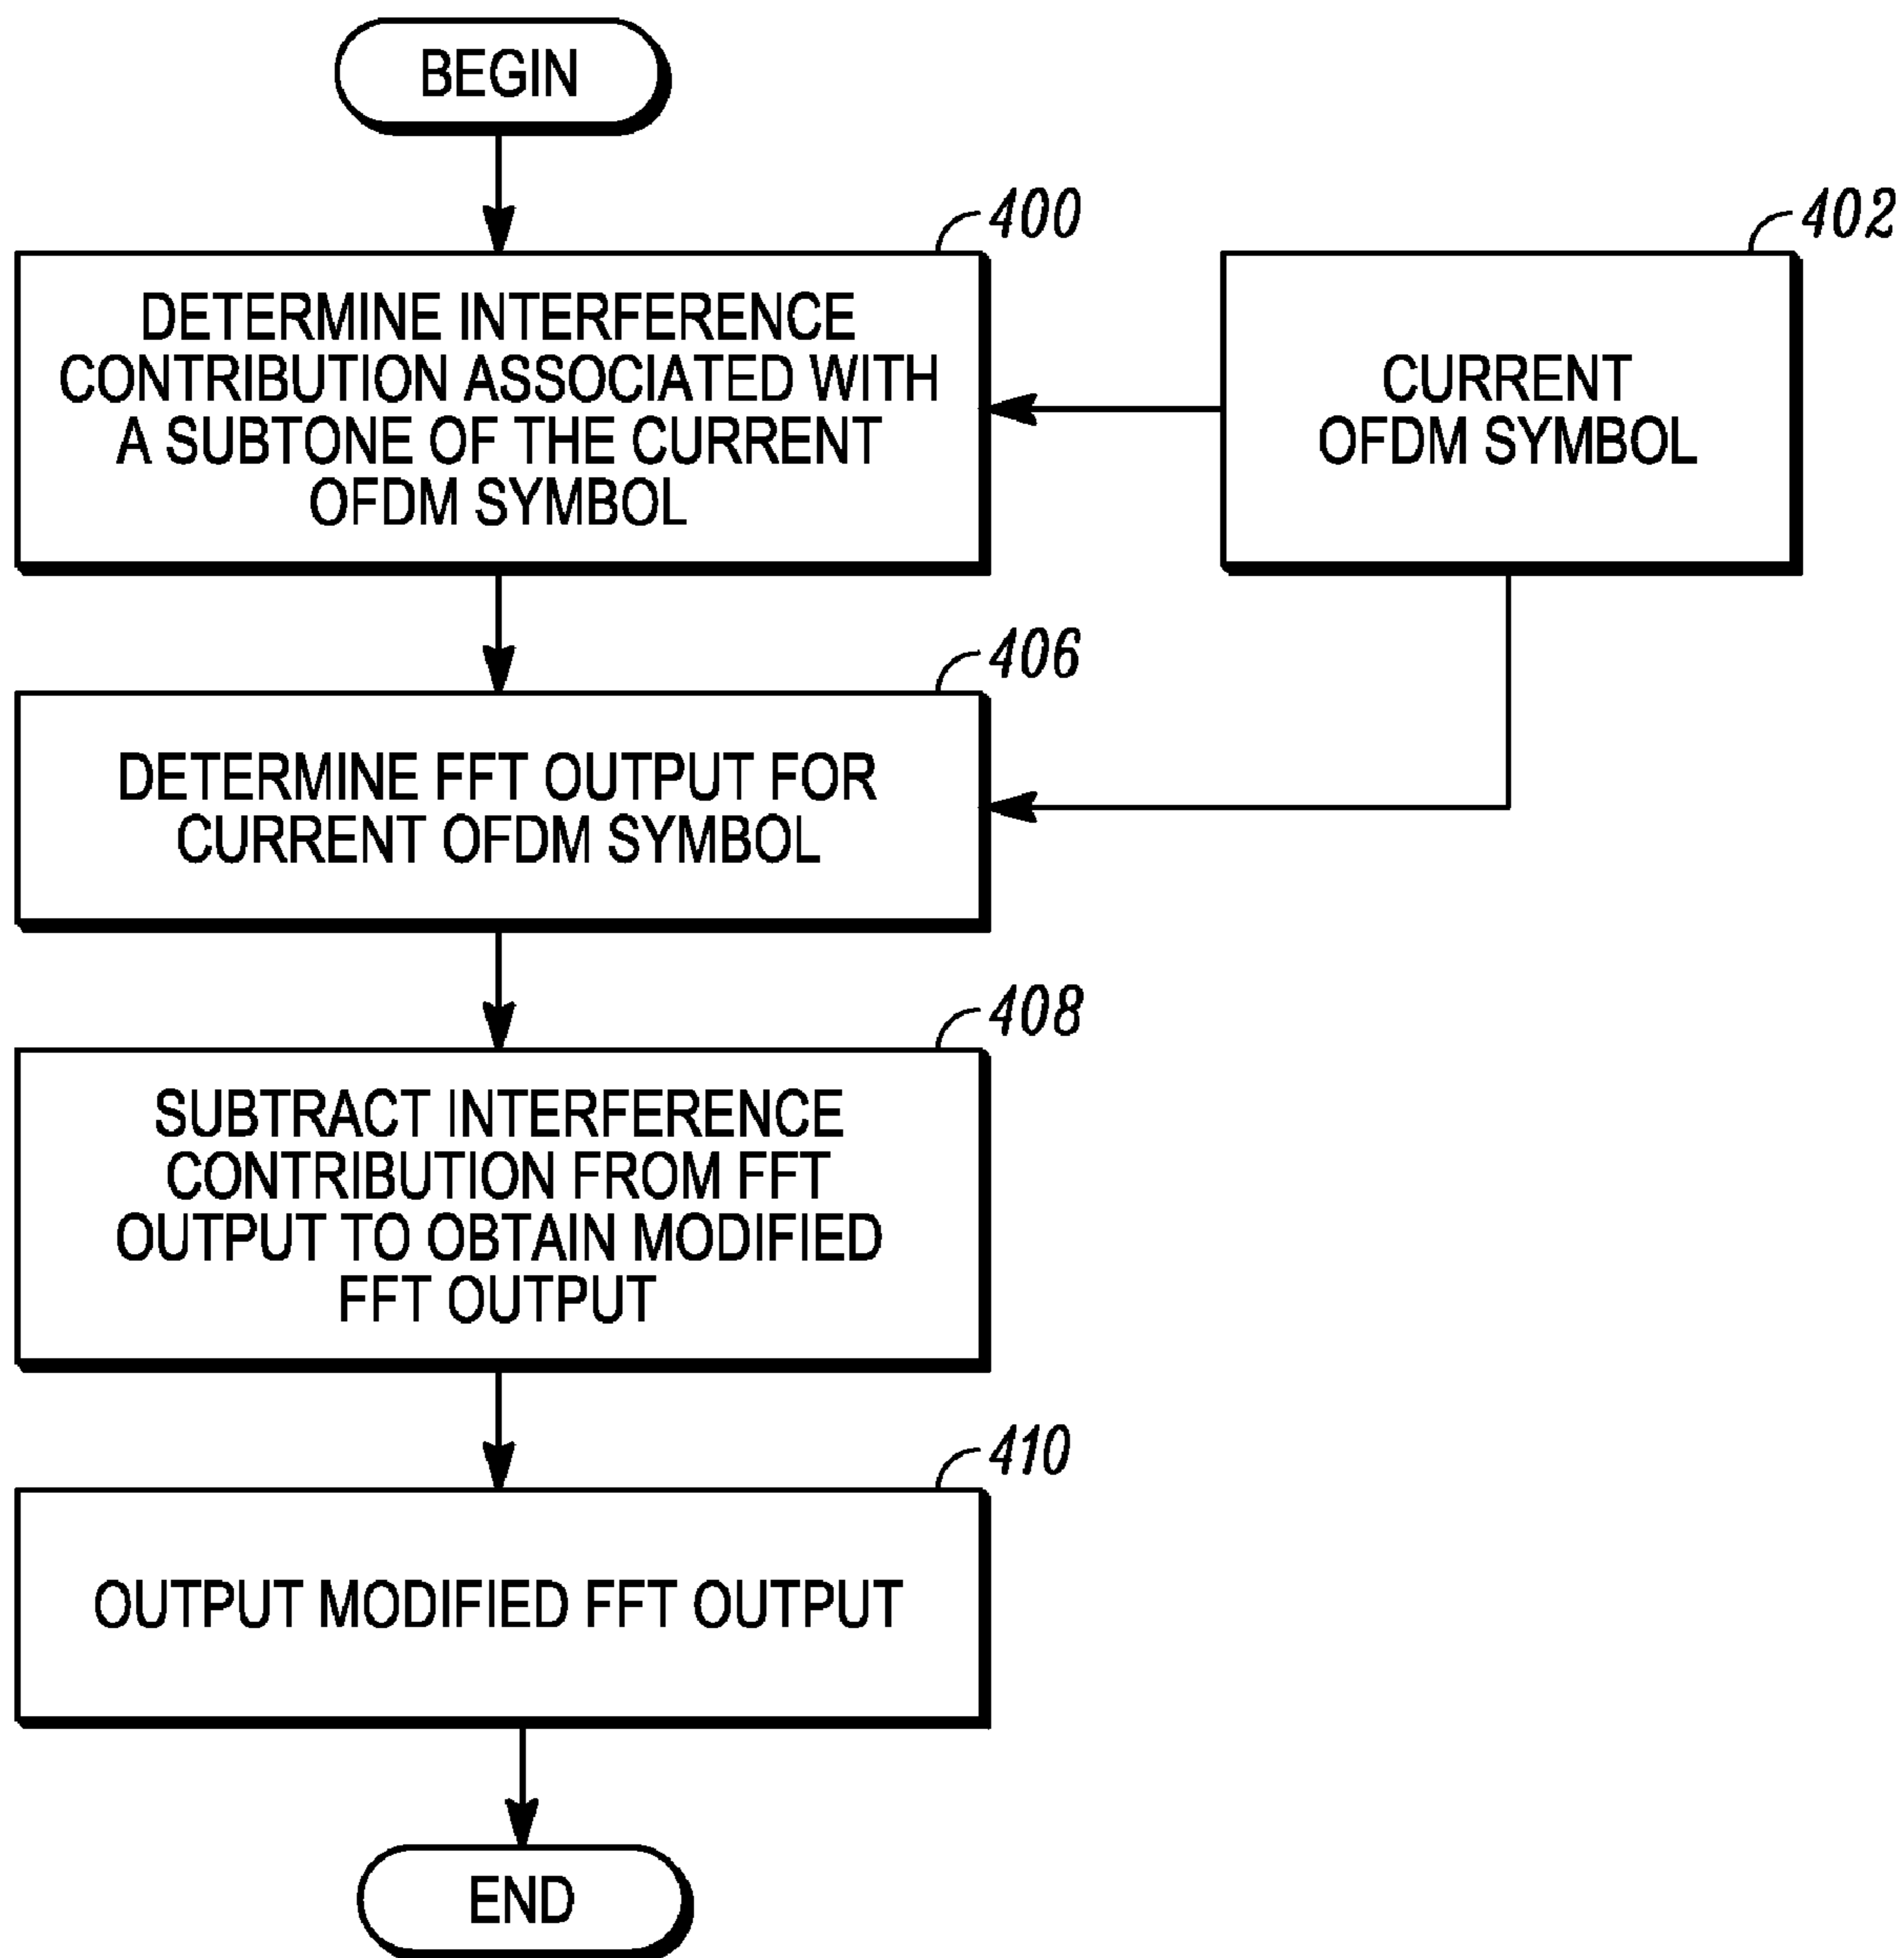 BEGIN
400
DETERMINE INTERFERENCE
CONTRIBUTION ASSOCIATED WITH
A SUBTONE OF THE CURRENT
OFDM SYMBOL
402
CURRENT
OFDM SYMBOL
406
DETERMINE FFT OUTPUT FOR
CURRENT OFDM SYMBOL
408
SUBTRACT INTERFERENCE
CONTRIBUTION FROM FFT
OUTPUT TO OBTAIN MODIFIED
FFT OUTPUT
410
OUTPUT MODIFIED FFT OUTPUT
END